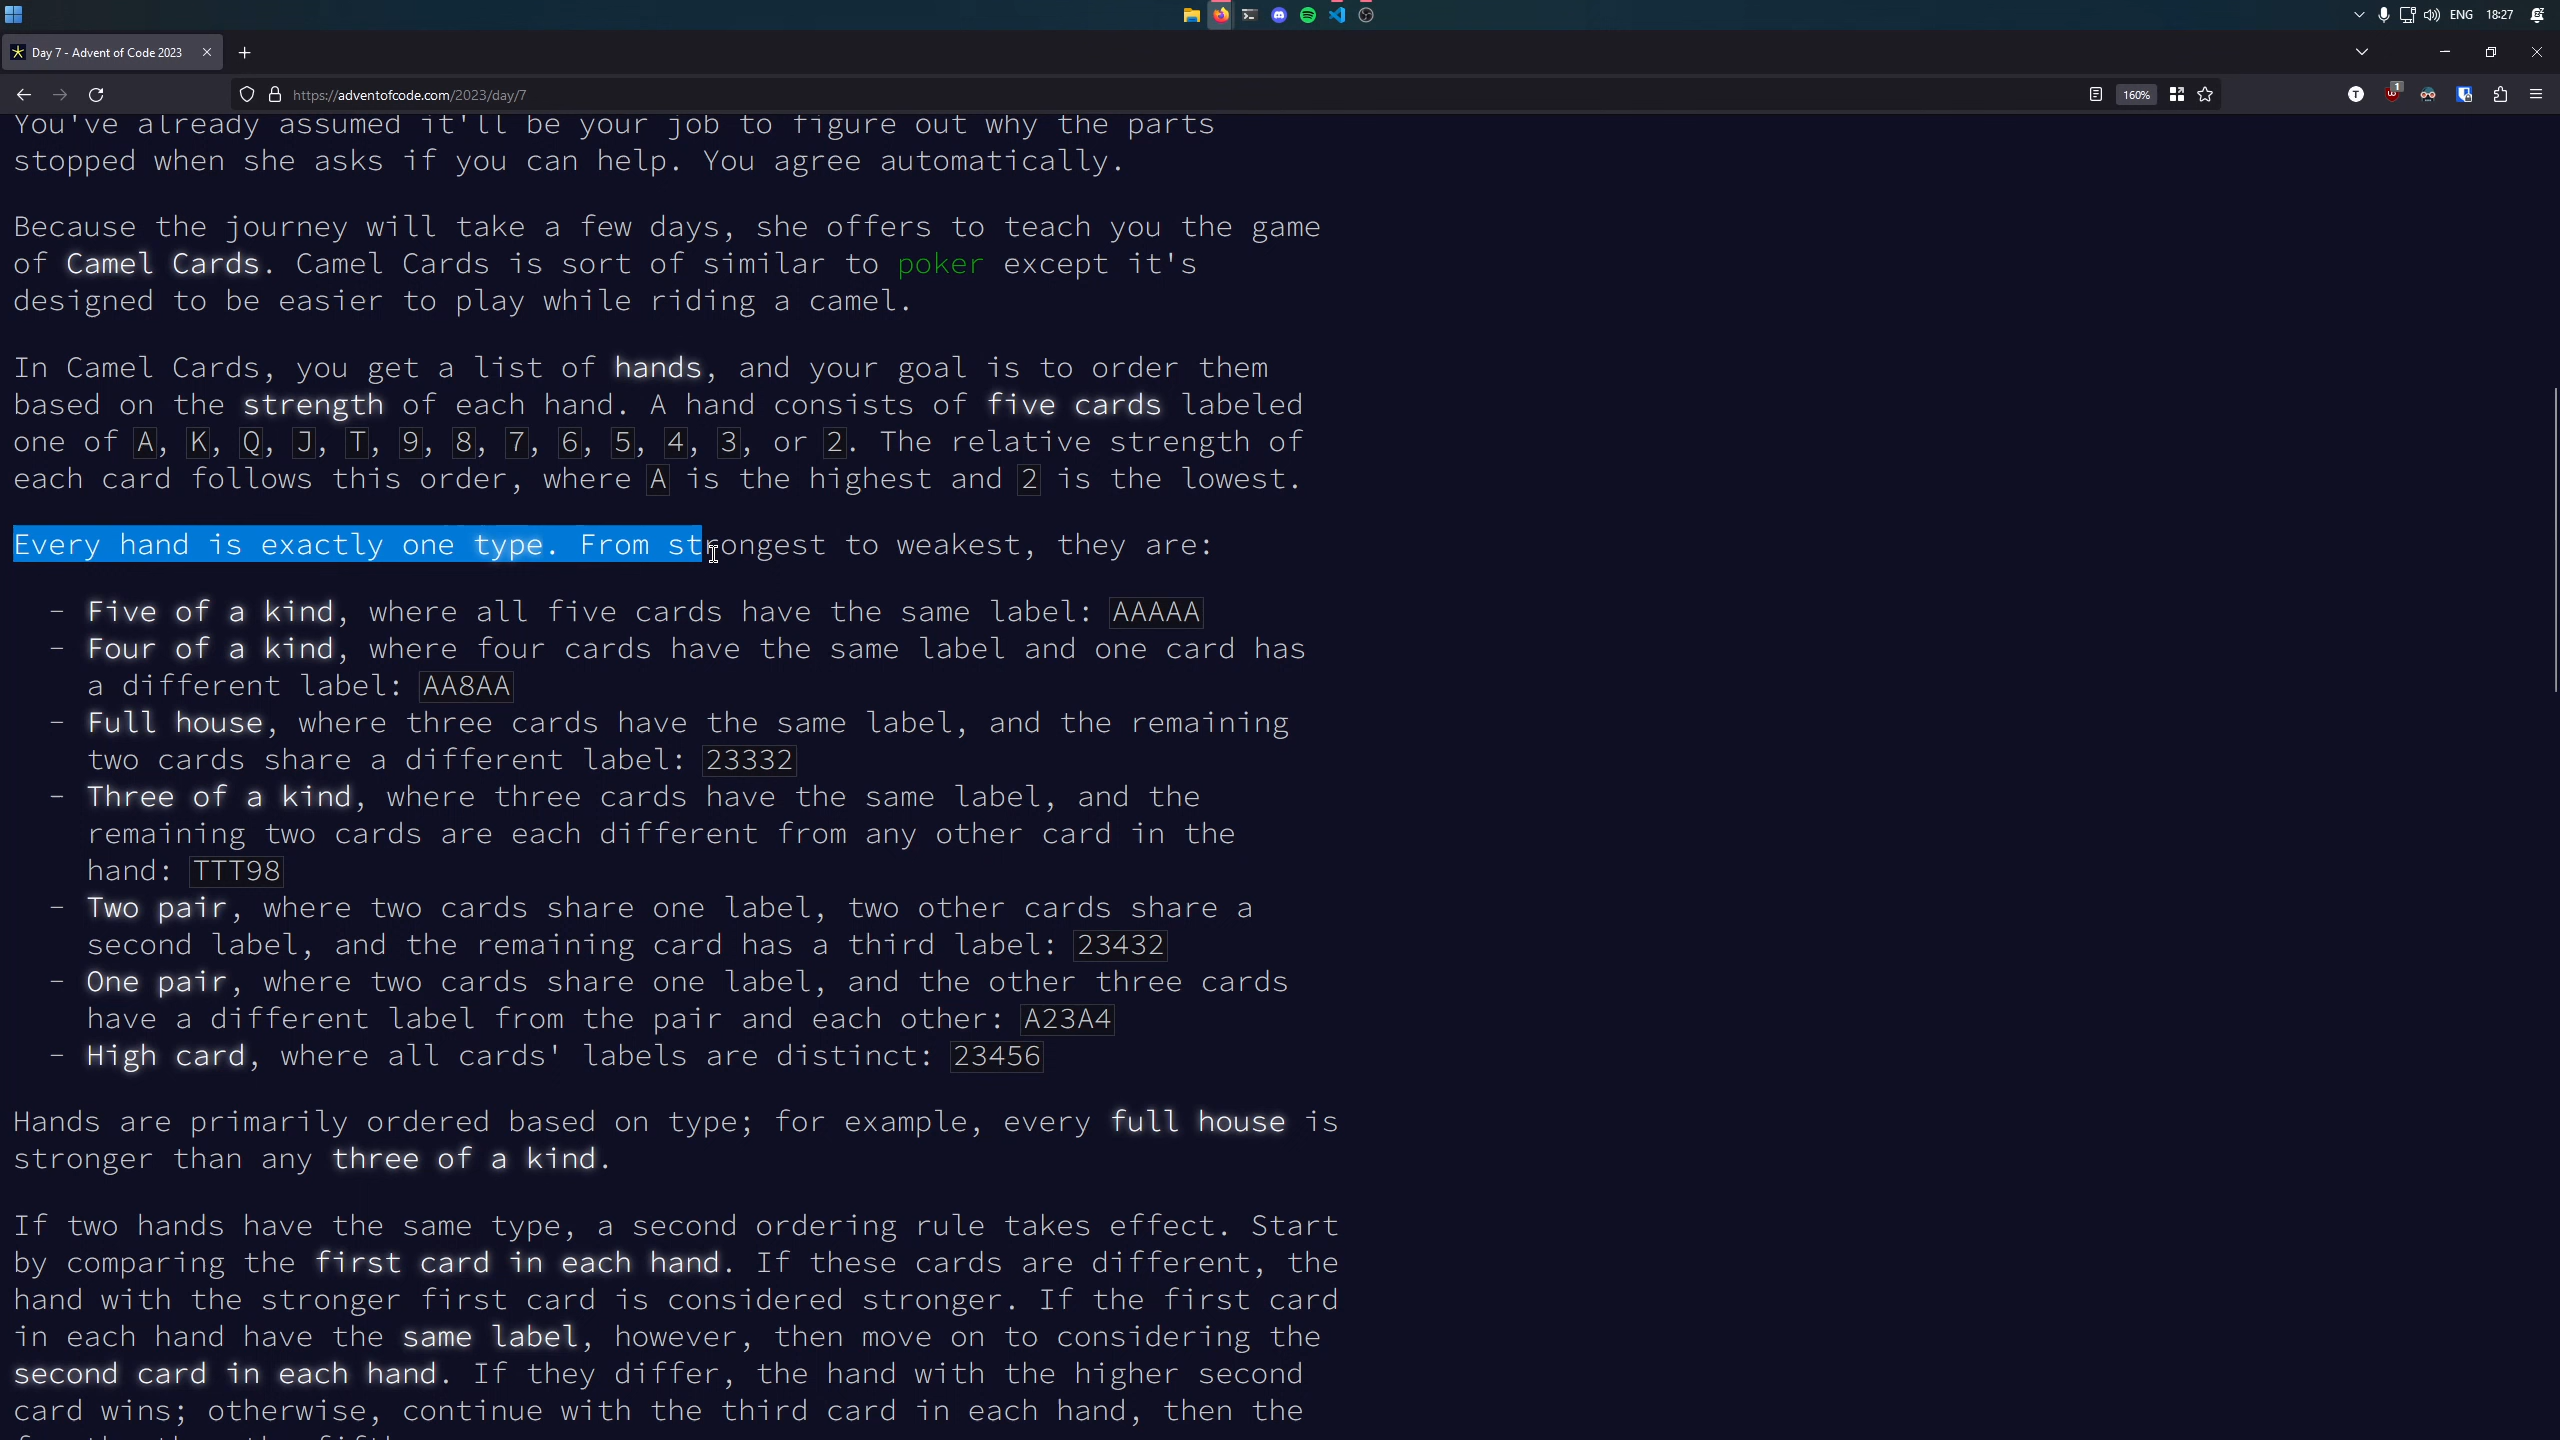 ENG
18:27
Day 7 - Advent of Code 2023
https://adventofcode.com/2023/day/7
160%
T
1
You've already assumed it'll be your job to figure out why the parts
stopped when she asks if you can help. You agree automatically.
Because the journey will take a few days, she offers to teach you the game
of Camel Cards. Camel Cards is sort of similar to poker except it's
designed to be easier to play while riding a camel.
In Camel Cards, you get a list of hands, and your goal is to order them
based on the strength of each hand. A hand consists of five cards labeled
one of A, K, Q, J, T, 9, 8, 7, 6, 5, 4, 3, or 2. The relative strength of
each card follows this order, where A is the highest and 2 is the lowest.
Every hand is exactly one type. From strongest to weakest, they are:
- Five of a kind, where all five cards have the same label: AAAAA
- Four of a kind, where four cards have the same label and one card has
a different label: AA8AA
- Full house, where three cards have the same label, and the remaining
two cards share a different label: 23332
- Three of a kind, where three cards have the same label, and the
remaining two cards are each different from any other card in the
hand: TTT98
- Two pair, where two cards share one label, two other cards share a
second label, and the remaining card has a third label: 23432
- One pair, where two cards share one label, and the other three cards
have a different label from the pair and each other: A23A4
- High card, where all cards' labels are distinct: 23456
Hands are primarily ordered based on type; for example, every full house is
stronger than any three of a kind.
If two hands have the same type, a second ordering rule takes effect. Start
by comparing the first card in each hand. If these cards are different, the
hand with the stronger first card is considered stronger. If the first card
in each hand have the same label, however, then move on to considering the
second card in each hand. If they differ, the hand with the higher second
card wins; otherwise, continue with the third card in each hand, then the